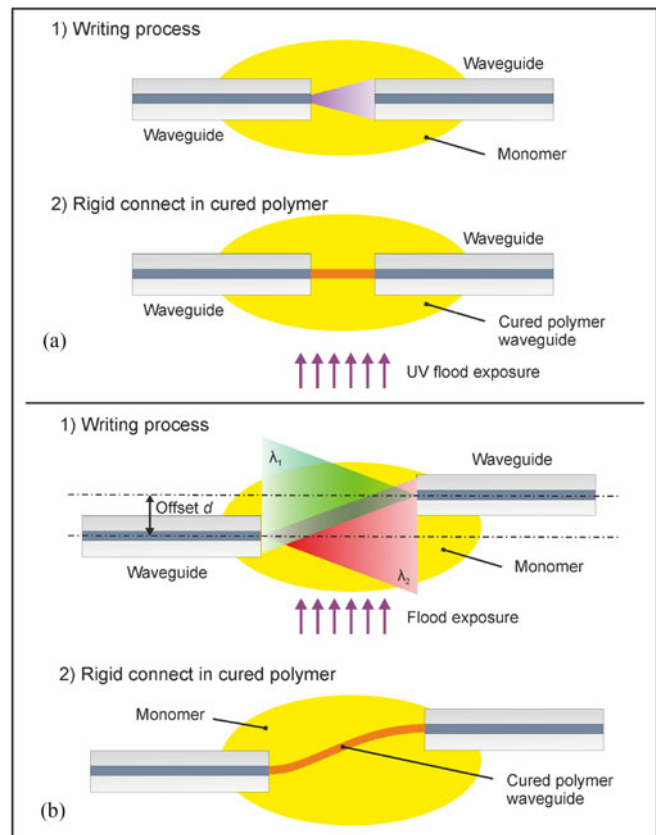 1) Writing process
Waveguide
Waveguide
Monomer
2) Rigid connect in cured polymer
Waveguide
Waveguide
Cured polymer
waveguide
(a)
UV flood exposure
1) Writing process
λ1
Waveguide
Offset d
Waveguide
Monomer
λ2
Flood exposure
2) Rigid connect in cured polymer
Monomer
Cured polymer
waveguide
(b)